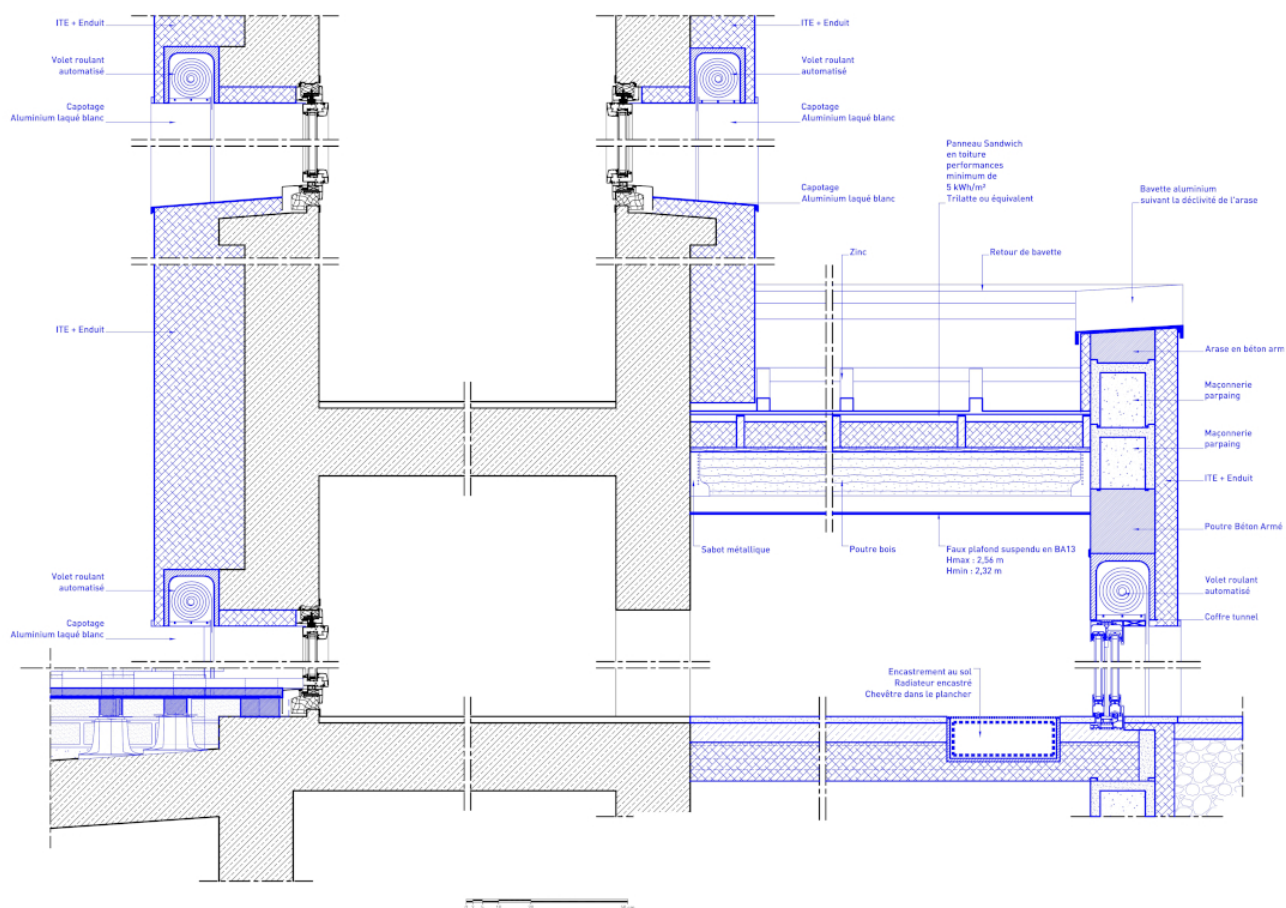 ITE + Enduit
Volet roulant
automatisé
Capotage
Aluminium laqué blanc
ITE + Enduit
Volet roulant
automatisé
Capotage
Aluminium laqué blanc
ITE + Enduit
Volet roulant
automatisé
Capotage
Aluminium laqué blanc
Capotage
Aluminium laqué blanc
Panneau Sandwich
en toiture
performances
minimum de
5 kWh/m²
Trilatte ou équivalent
Bavette aluminium
suivant la déclivité de l'arase
Zinc
Retour de bavette
Arase en béton arm
Maçonnerie
parpaing
Maçonnerie
parpaing
ITE + Enduit
Poutre Béton Armé
Sabot métallique
Poutre bois
Faux plafond suspendu en BA13
Hmax : 2,56 m
Hmin : 2,32 m
Volet roulant
automatisé
Coffre tunnel
Encastrement au sol
Radiateur encastré
Chevêtre dans le plancher